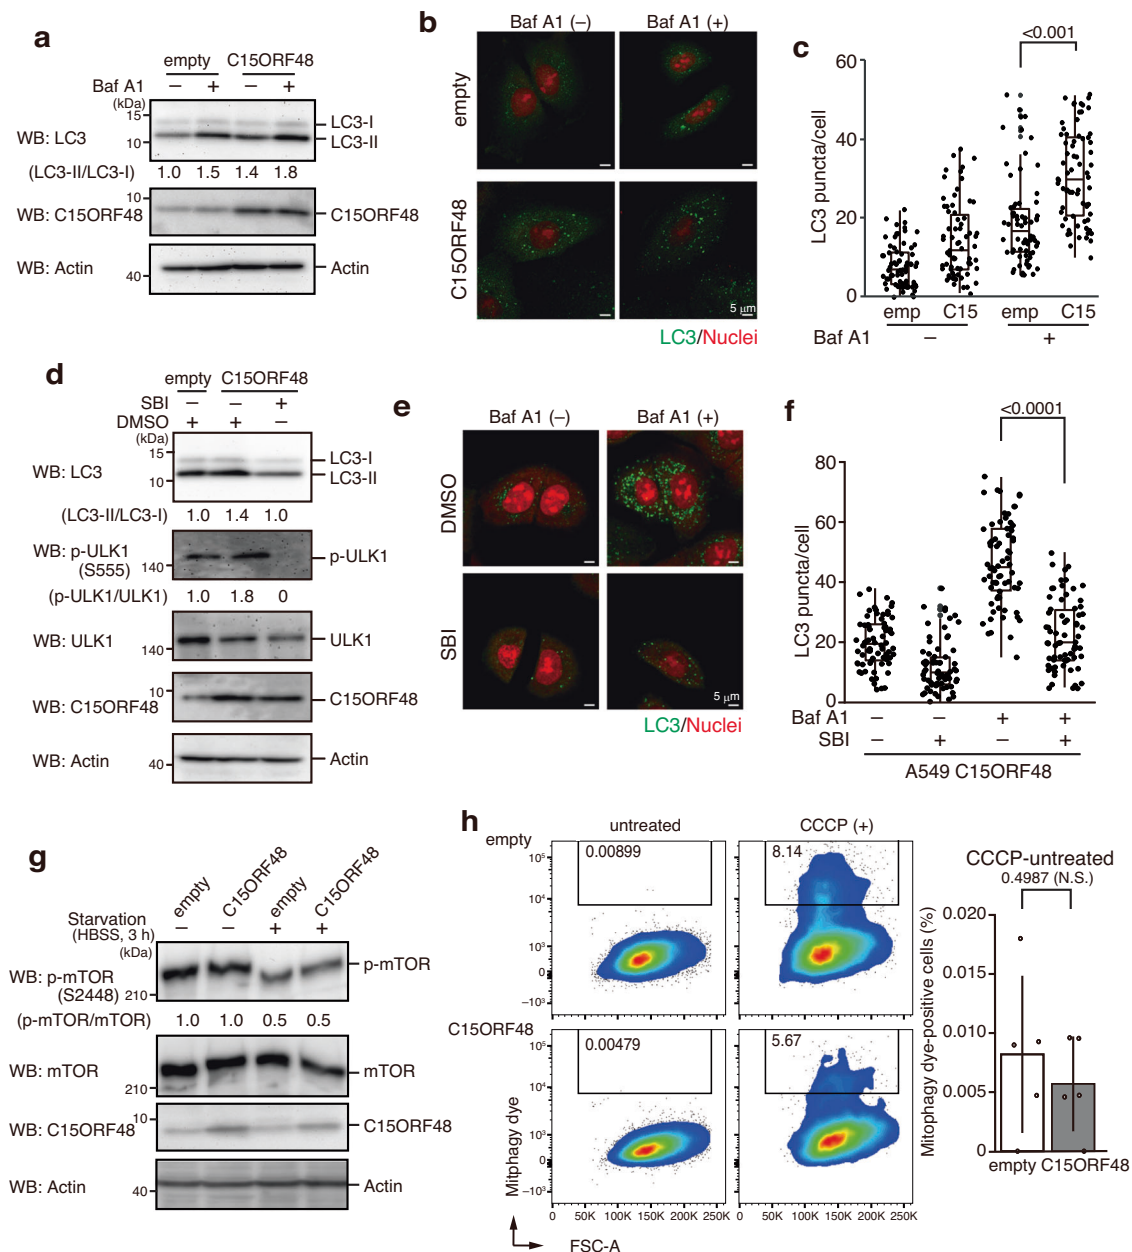 a
empty C15ORF48
Baf A1 – + – +
(kDa)
15
10
WB: LC3
LC3-I
LC3-II
(LC3-II/LC3-I) 1.0 1.5 1.4 1.8
10
WB: C15ORF48 C15ORF48
WB: Actin Actin
40
b
Baf A1 (–) Baf A1 (+)
empty
C15ORF48
5 μm
LC3/Nuclei
c
<0.001
LC3 puncta/cell
60
40
20
0
emp C15 emp C15
Baf A1 – +
d
empty C15ORF48
SBI – – +
DMSO + + –
(kDa)
15
10
WB: LC3
LC3-I
LC3-II
(LC3-II/LC3-I) 1.0 1.4 1.0
WB: p-ULK1
(S555)
p-ULK1
140
(p-ULK1/ULK1) 1.0 1.8 0
WB: ULK1 ULK1
140
10
WB: C15ORF48 C15ORF48
WB: Actin Actin
40
e
Baf A1 (–) Baf A1 (+)
DMSO
SBI
5 μm
LC3/Nuclei
f
<0.0001
LC3 puncta/cell
80
60
40
20
0
Baf A1 – – + +
SBI – + – +
A549 C15ORF48
g
empty C15ORF48 empty C15ORF48
Starvation
(HBSS, 3 h) – – + +
(kDa)
WB: p-mTOR
(S2448)
p-mTOR
210
(p-mTOR/mTOR) 1.0 1.0 0.5 0.5
WB: mTOR mTOR
210
10
WB: C15ORF48 C15ORF48
WB: Actin Actin
40
h
untreated CCCP (+)
empty
0.00899 8.14
10⁵
10⁴
10³
0
–10³
C15ORF48
0.00479 5.67
10⁵
10⁴
10³
0
–10³
Mitphagy dye
0 50K 100K 150K 200K 250K 0 50K 100K 150K 200K 250K
FSC-A
CCCP-untreated
0.4987 (N.S.)
Mitophagy dye-positive cells (%)
0.020
0.015
0.010
0.005
0
empty C15ORF48